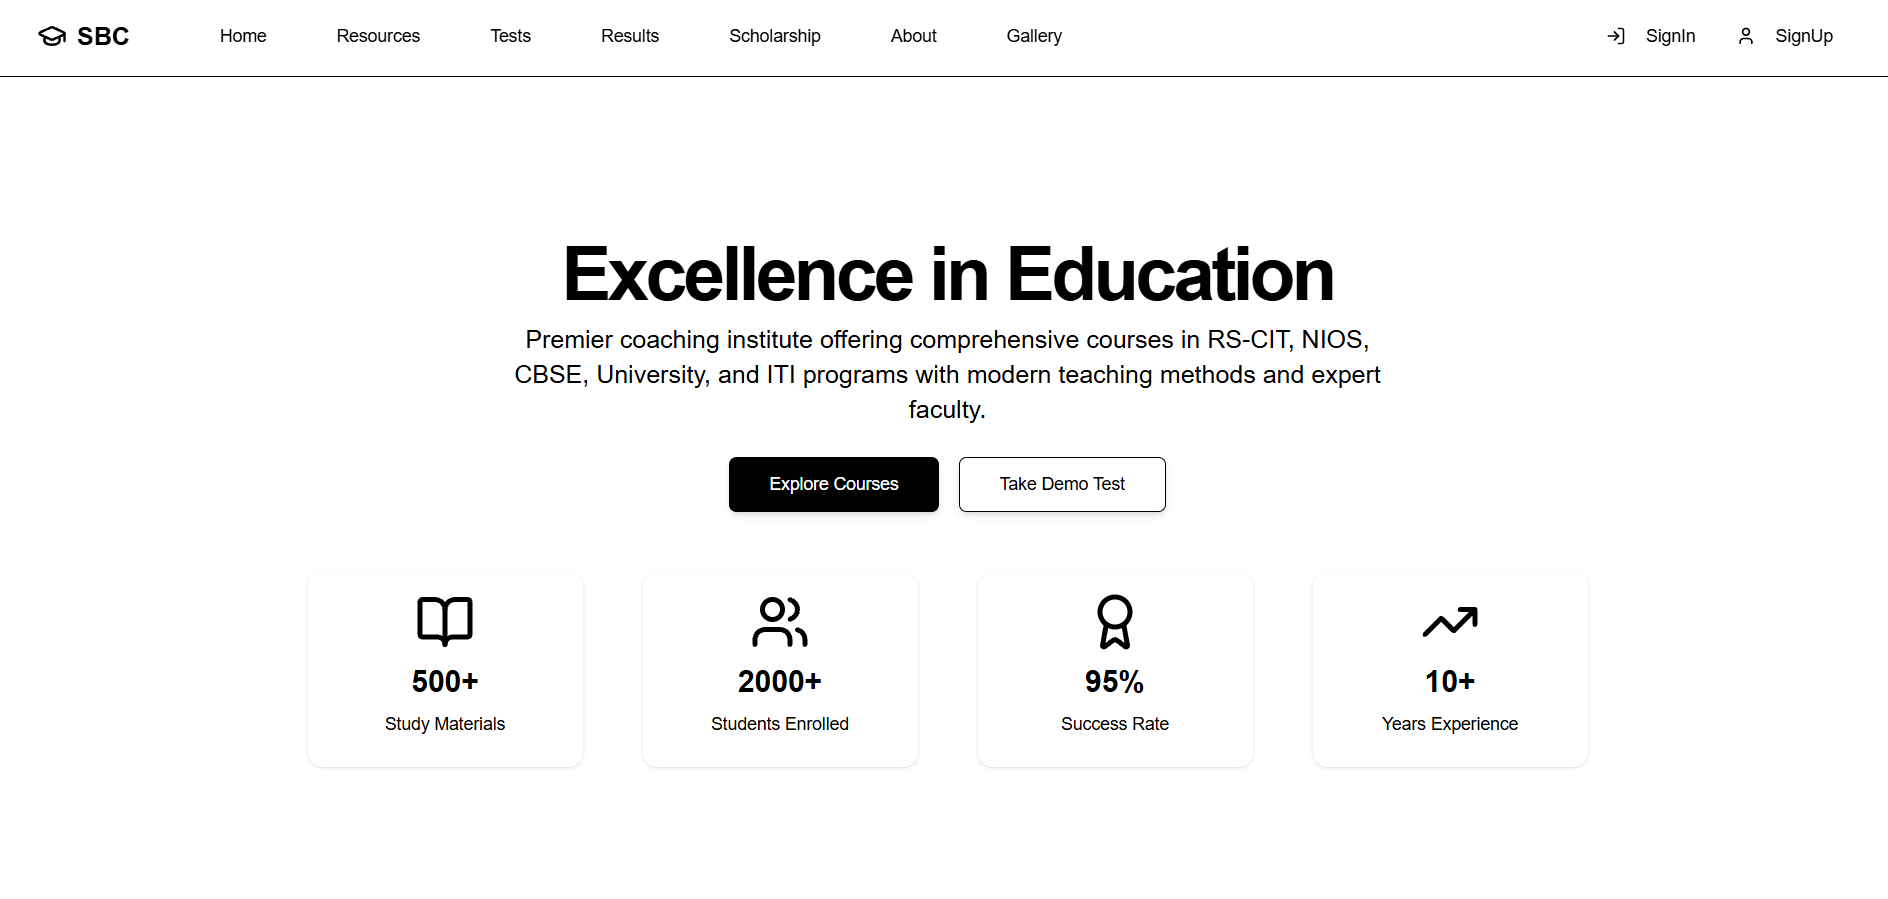 SBC
Home
Resources
Tests
Results
Scholarship
About
Gallery
SignIn
SignUp
Excellence in Education
Premier coaching institute offering comprehensive courses in RS-CIT, NIOS,
CBSE, University, and ITI programs with modern teaching methods and expert
faculty.
Explore Courses
Take Demo Test
500+
Study Materials
2000+
Students Enrolled
95%
Success Rate
10+
Years Experience